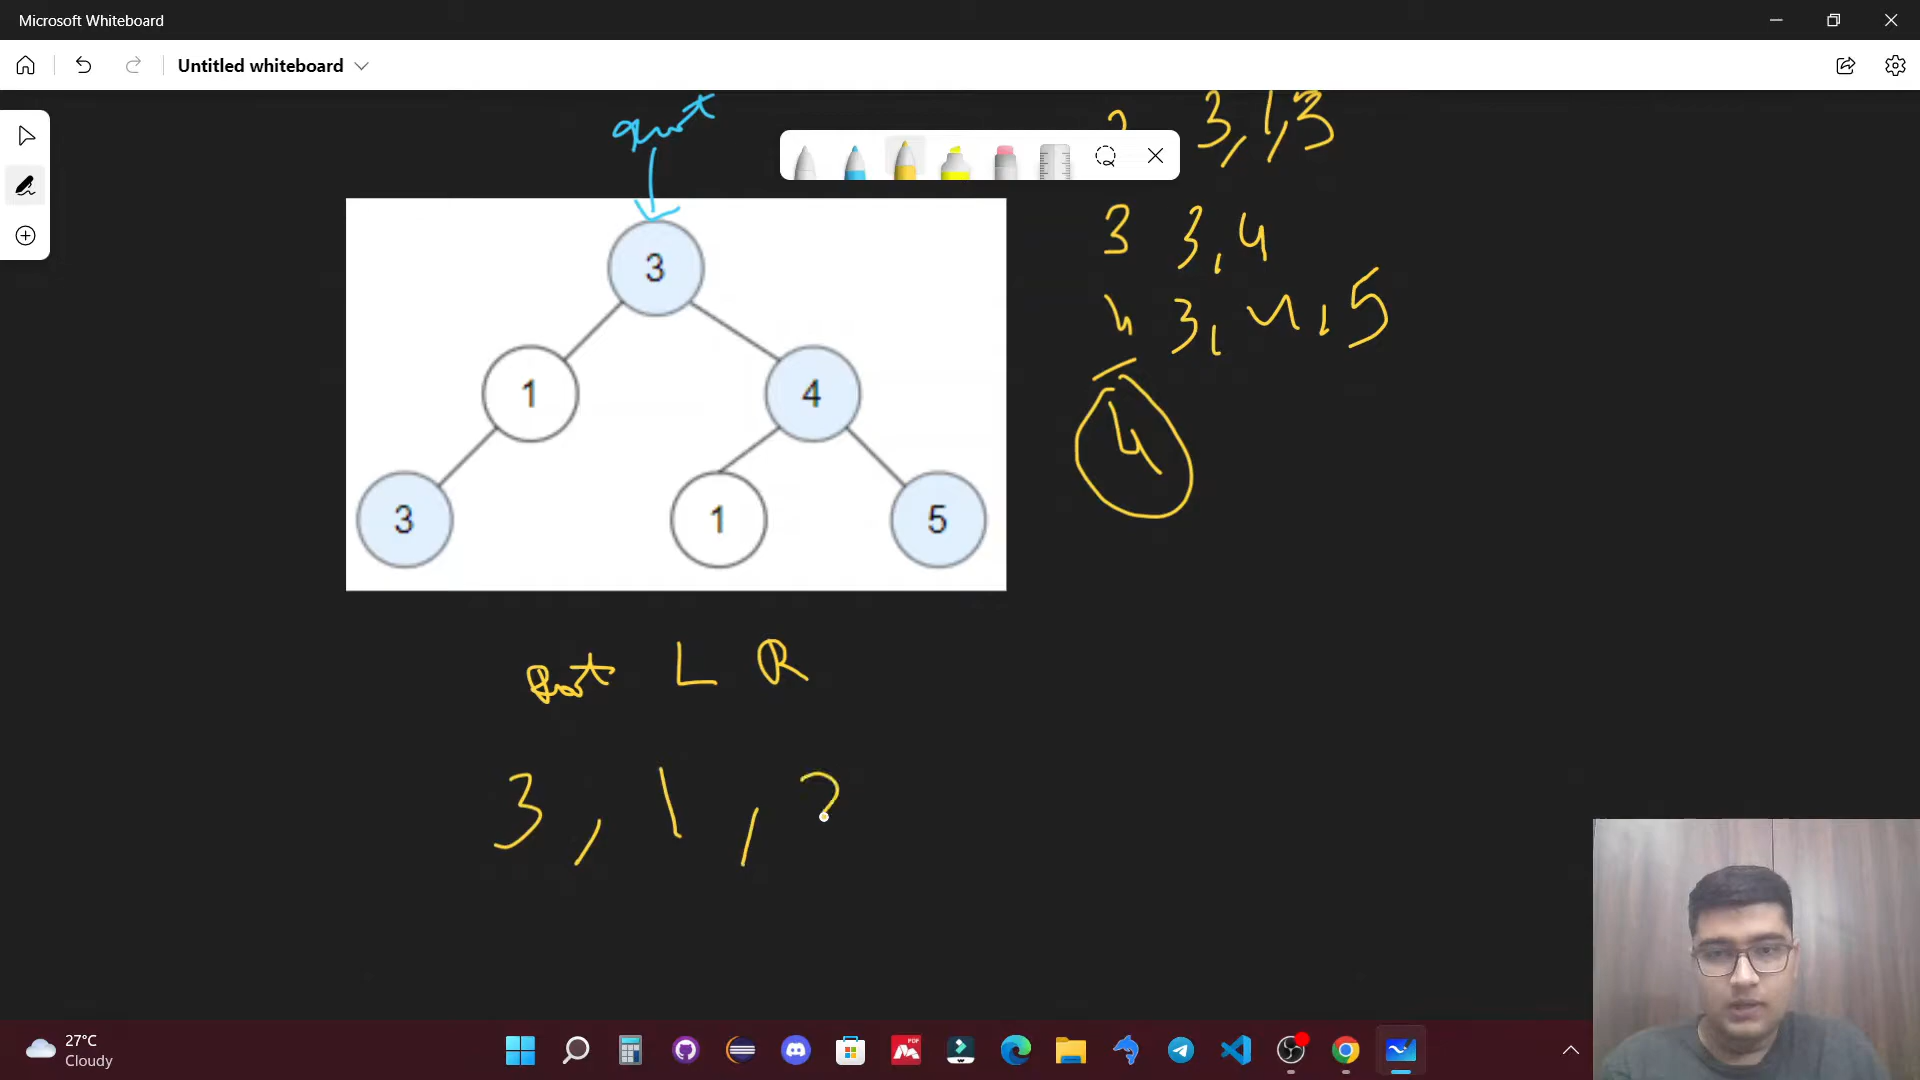 Microsoft Whiteboard
Untitled whiteboard
root
3, 1, 3
3
1
4
3
1
5
3 3, 4
4 3, 4, 5
4
Root L R
3 , 1 ,
27°C
Cloudy
PDF